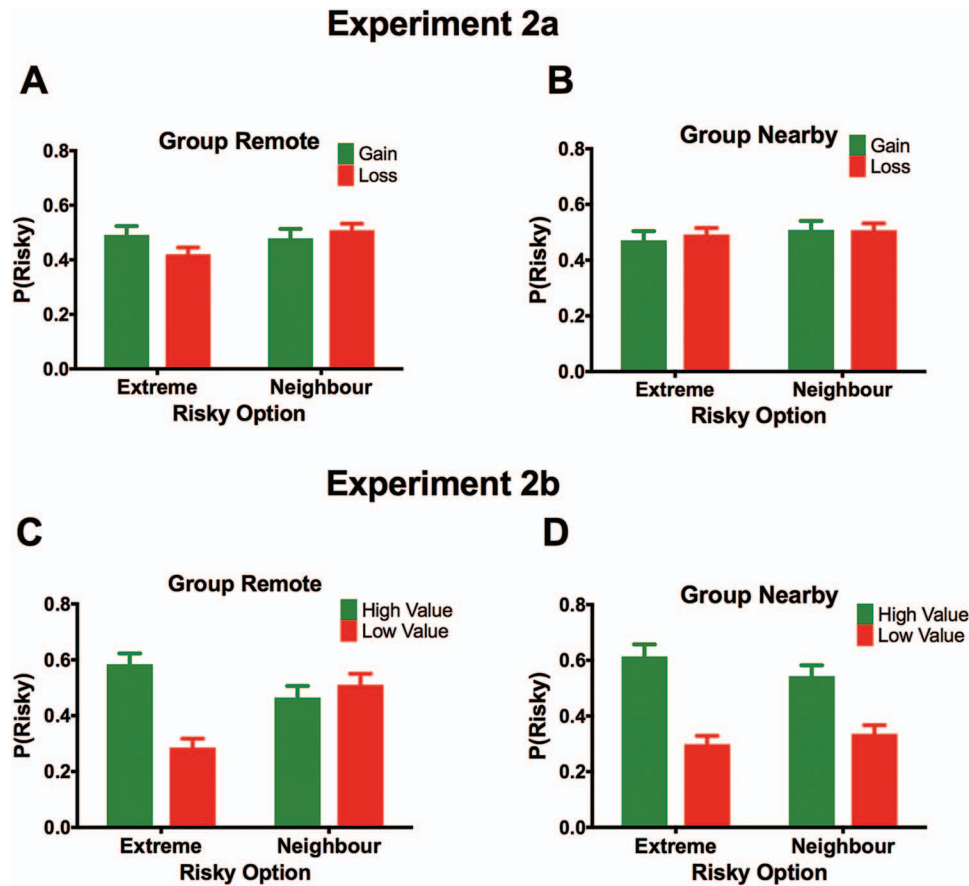 Experiment 2a
A
B
Group Remote
Gain
Loss
Group Nearby
Gain
Loss
P(Risky)
0.8
0.6
0.4
0.2
0.0
Extreme
Neighbour
Risky Option
P(Risky)
0.8
0.6
0.4
0.2
0.0
Extreme
Neighbour
Risky Option
Experiment 2b
C
D
Group Remote
High Value
Low Value
Group Nearby
High Value
Low Value
P(Risky)
0.8
0.6
0.4
0.2
0.0
Extreme
Neighbour
Risky Option
P(Risky)
0.8
0.6
0.4
0.2
0.0
Extreme
Neighbour
Risky Option